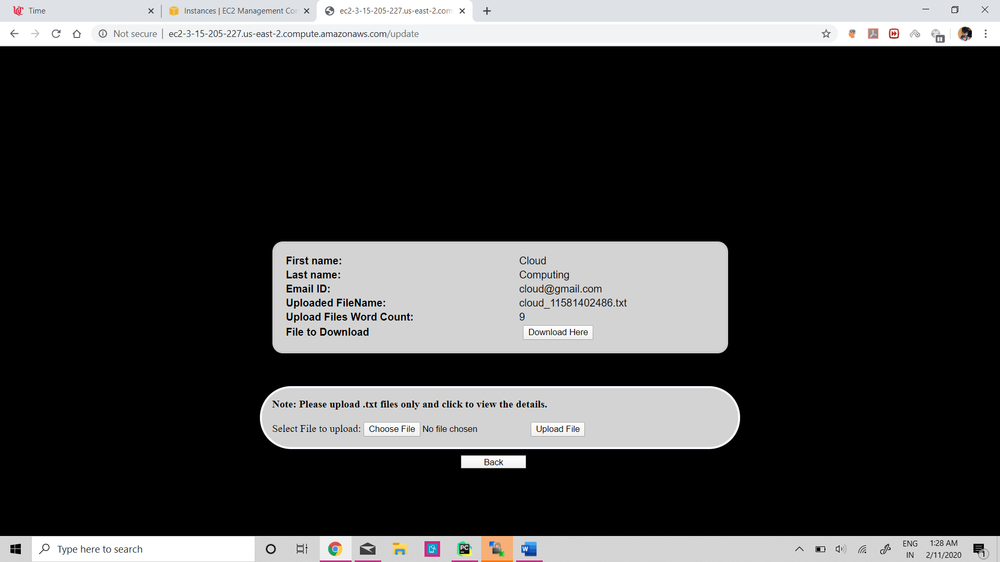 Time
Instances | EC2 Management Con
ec2-3-15-205-227.us-east-2.com
Not secure | ec2-3-15-205-227.us-east-2.compute.amazonaws.com/update
First name: Cloud
Last name: Computing
Email ID: cloud@gmail.com
Uploaded FileName: cloud_11581402486.txt
Upload Files Word Count: 9
File to Download Download Here
Note: Please upload .txt files only and click to view the details.
Select File to upload: Choose File No file chosen Upload File
Back
Type here to search
PC
W
ENG
IN
1:28 AM
2/11/2020
1